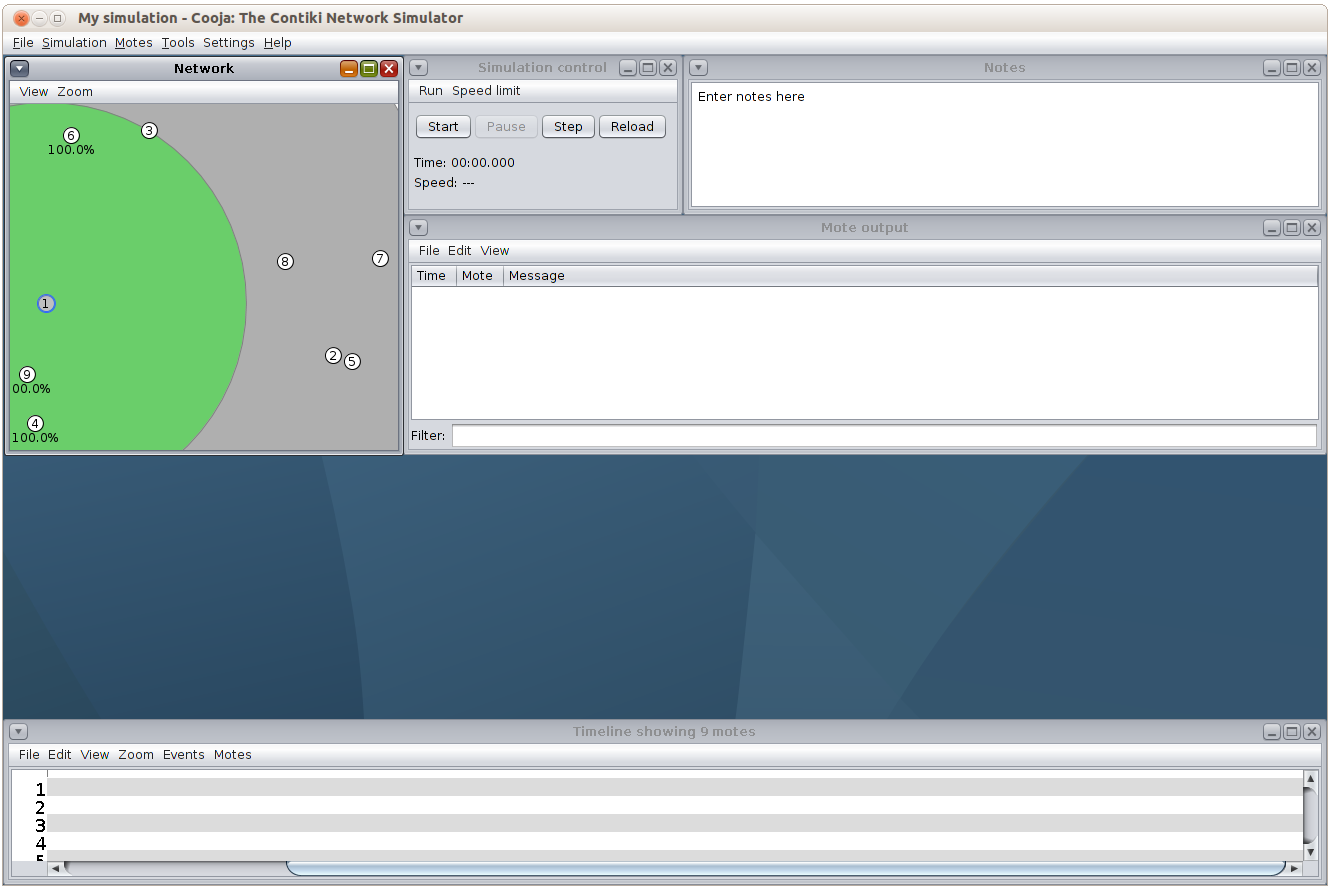 My simulation - Cooja: The Contiki Network Simulator
File Simulation Motes Tools Settings Help
Network
View Zoom
6
100.0%
3
8
7
1
2
5
9
00.0%
4
100.0%
Simulation control
Run Speed limit
Start Pause Step Reload
Time: 00:00.000
Speed: ---
Notes
Enter notes here
Mote output
File Edit View
Time Mote Message
Filter:
Timeline showing 9 motes
File Edit View Zoom Events Motes
1
2
3
4
5